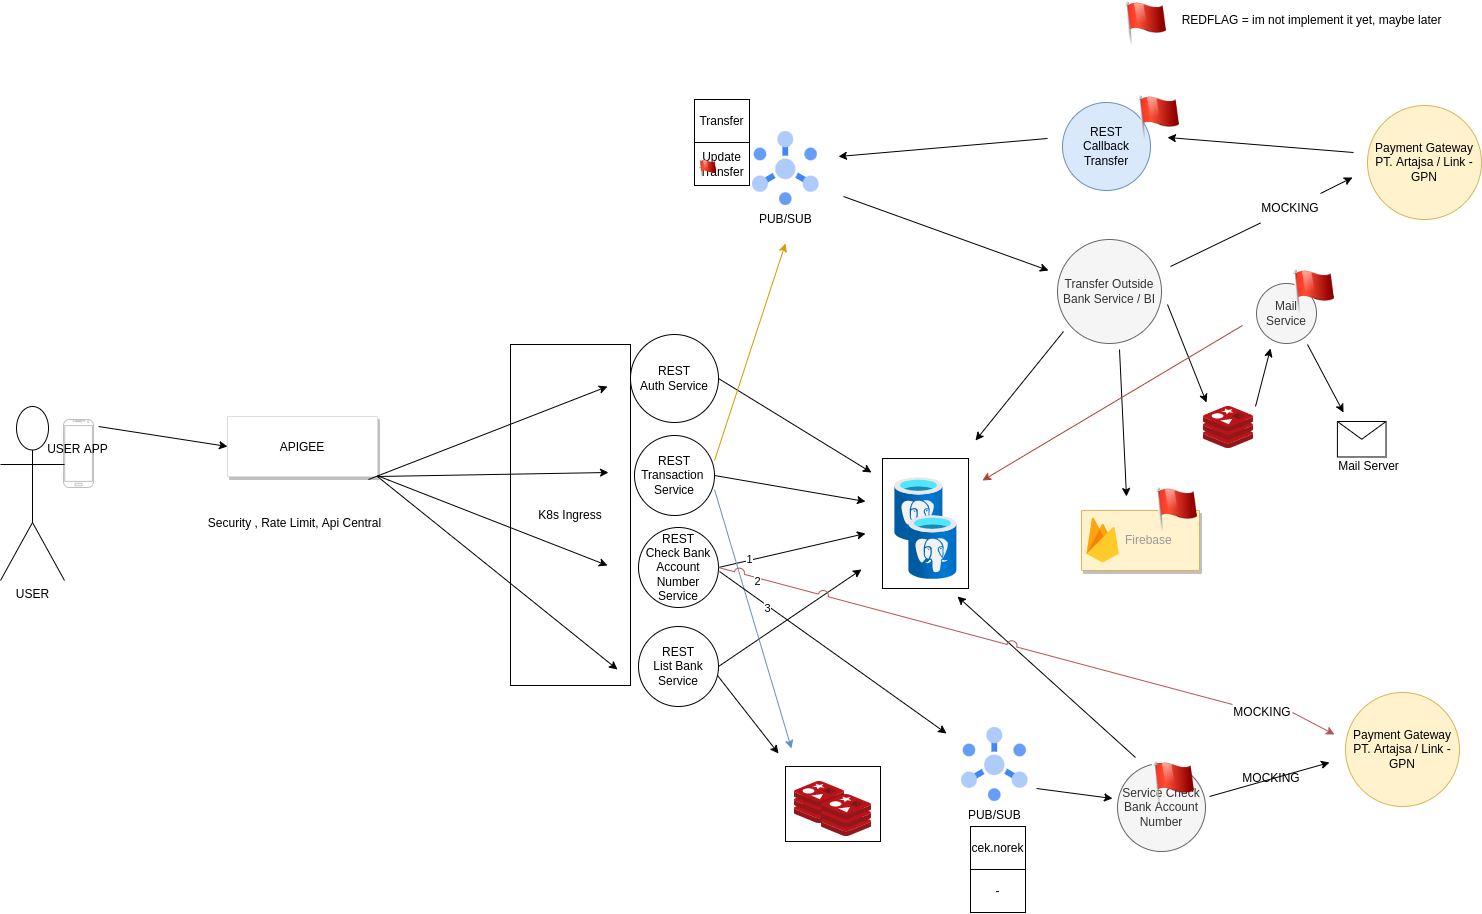 REDFLAG = im not implement it yet, maybe later
Transfer
Update
Transfer
PUB/SUB
REST
Callback
Transfer
Payment Gateway
PT. Artajsa / Link -
GPN
MOCKING
Transfer Outside
Bank Service / BI
Mail
Service
Mail Server
Firebase
USER APP
USER
APIGEE
Security , Rate Limit, Api Central
K8s Ingress
REST
Auth Service
REST
Transaction
Service
REST
Check Bank
Account
Number
Service
REST
List Bank
Service
1
2
3
MOCKING
Payment Gateway
PT. Artajsa / Link -
GPN
MOCKING
Service Check
Bank Account
Number
PUB/SUB
cek.norek
-